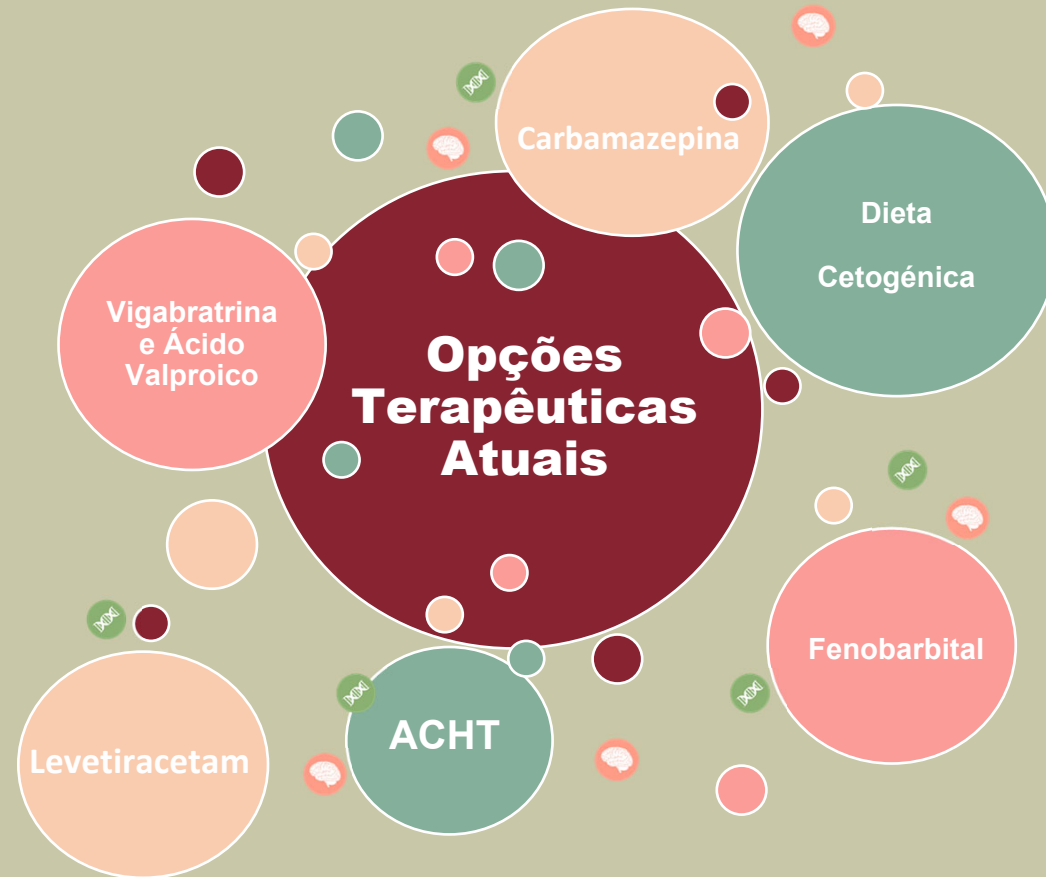 Carbamazepina
Dieta
Cetogénica
Vigabratrina
e Ácido
Valproico
Opções
Terapêuticas
Atuais
Fenobarbital
ACHT
Levetiracetam